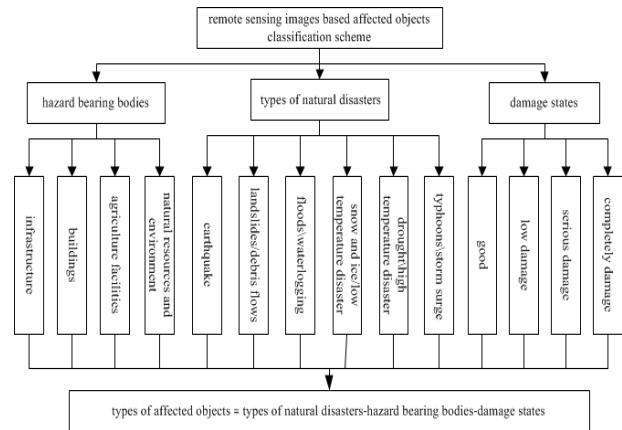 remote sensing images based affected objects
classification scheme
hazard bearing bodies
types of natural disasters
damage states
infrastructure
buildings
agriculture facilities
natural resources and
environment
earthquake
landslides/debris flows
floods\waterlogging
snow and ice/low
temperature disaster
drought\high
temperature disaster
typhoons\storm surge
good
low damage
serious damage
completely damage
types of affected objects = types of natural disasters-hazard bearing bodies-damage states